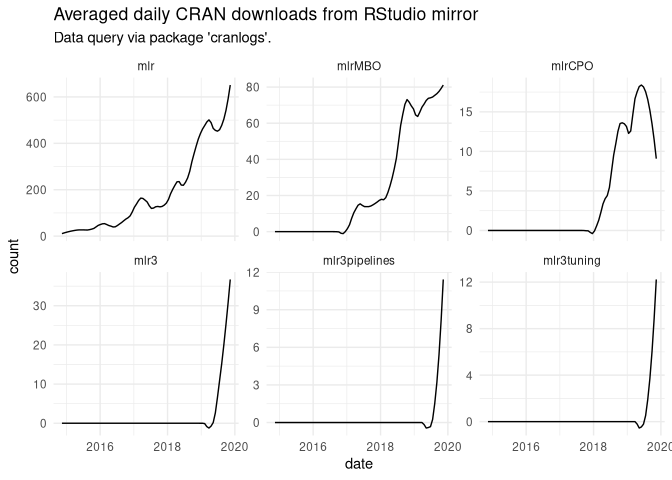 Averaged daily CRAN downloads from RStudio mirror
Data query via package 'cranlogs'.
mlr
mlrMBO
mlrCPO
600
400
200
0
80
60
40
20
0
15
10
5
0
count
mlr3
mlr3pipelines
mlr3tuning
30
20
10
0
12
9
6
3
0
12
8
4
0
2016 2018 2020
2016 2018 2020
2016 2018 2020
date